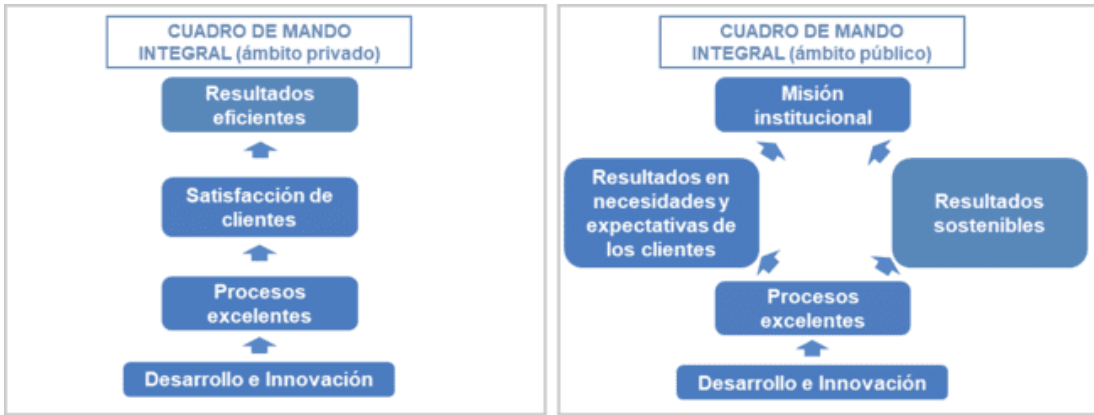 CUADRO DE MANDO
INTEGRAL (ámbito privado)
Resultados
eficientes
Satisfacción de
clientes
Procesos
excelentes
Desarrollo e Innovación
CUADRO DE MANDO
INTEGRAL (ámbito público)
Misión
institucional
Resultados en
necesidades y
expectativas de
los clientes
Resultados
sostenibles
Procesos
excelentes
Desarrollo e Innovación